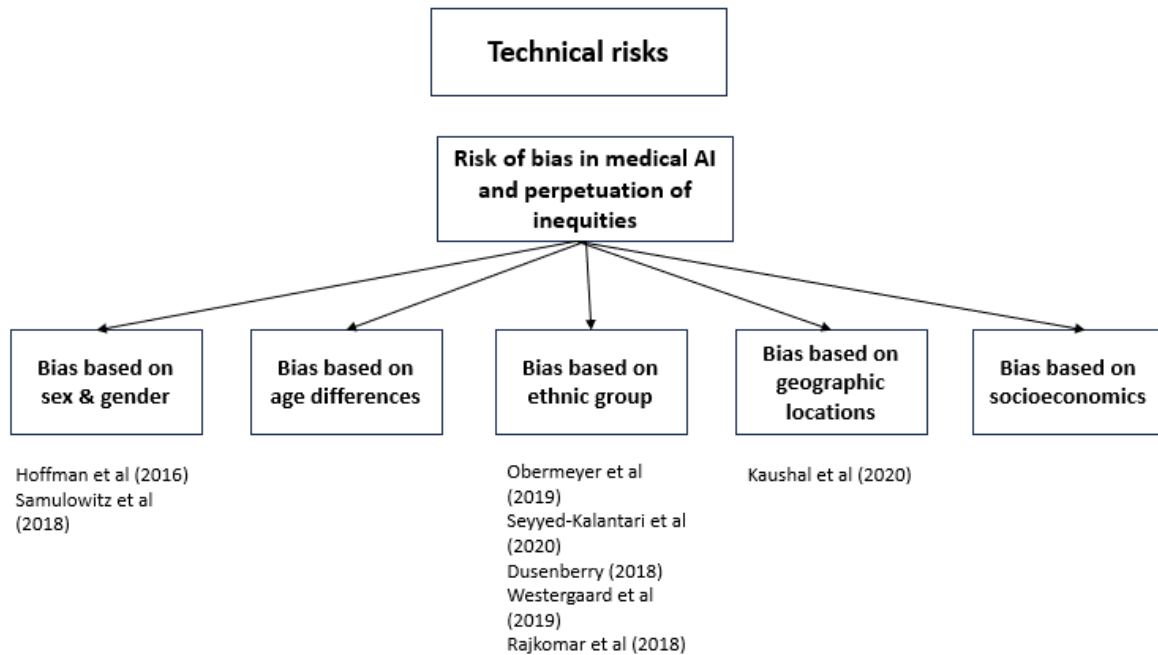 Technical risks
Risk of bias in medical AI
and perpetuation of
inequities
Bias based on
sex & gender
Bias based on
age differences
Bias based on
ethnic group
Bias based on
geographic
locations
Bias based on
socioeconomics
Hoffman et al (2016)
Samulowitz et al
(2018)
Obermeyer et al
(2019)
Seyyed-Kalantari et al
(2020)
Dusenberry (2018)
Westergaard et al
(2019)
Rajkomar et al (2018)
Kaushal et al (2020)